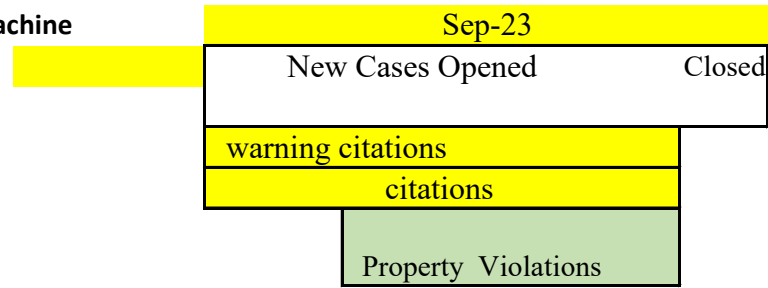 achine
Sep-23
New Cases Opened Closed
warning citations
citations
Property Violations